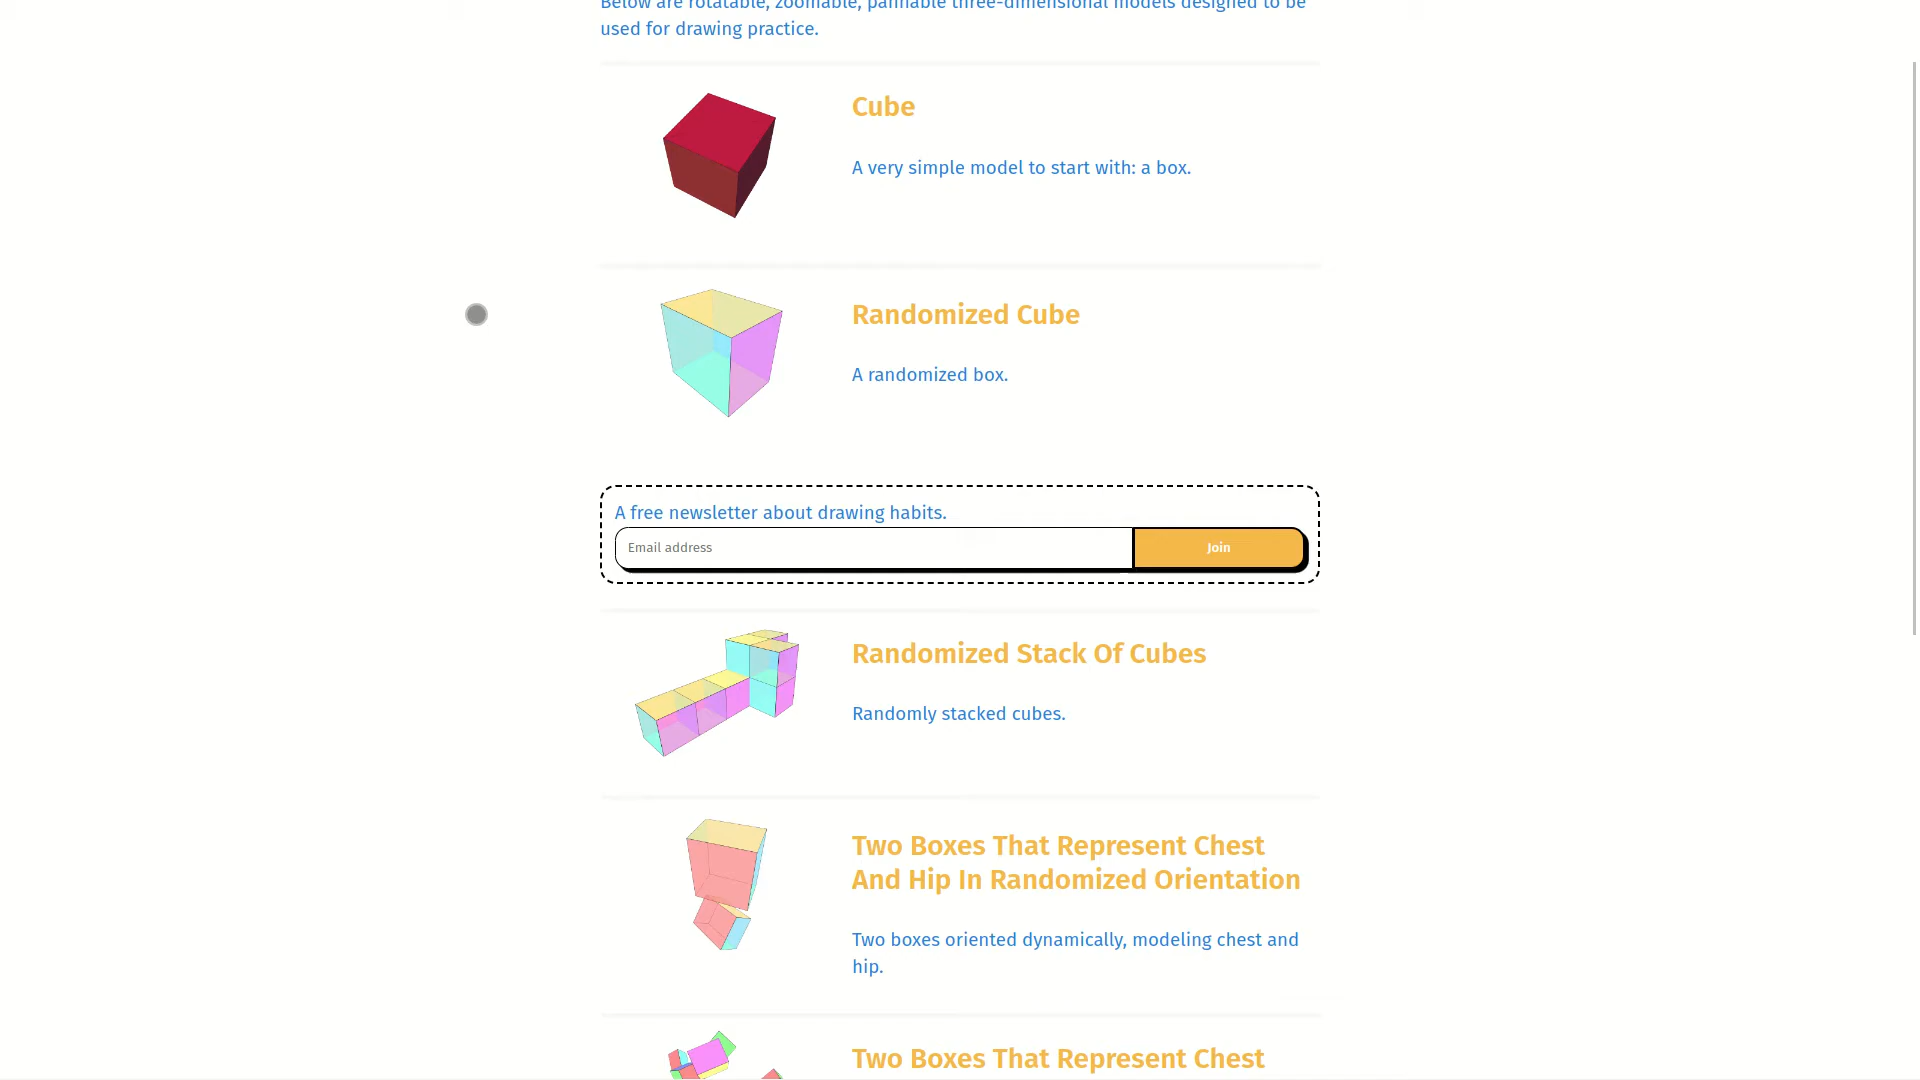 Below are rotatable, zoomable, pannable three-dimensional models designed to be
used for drawing practice.
Cube
A very simple model to start with: a box.
Randomized Cube
A randomized box.
A free newsletter about drawing habits.
Email address
Join
Randomized Stack Of Cubes
Randomly stacked cubes.
Two Boxes That Represent Chest
And Hip In Randomized Orientation
Two boxes oriented dynamically, modeling chest and
hip.
Two Boxes That Represent Chest